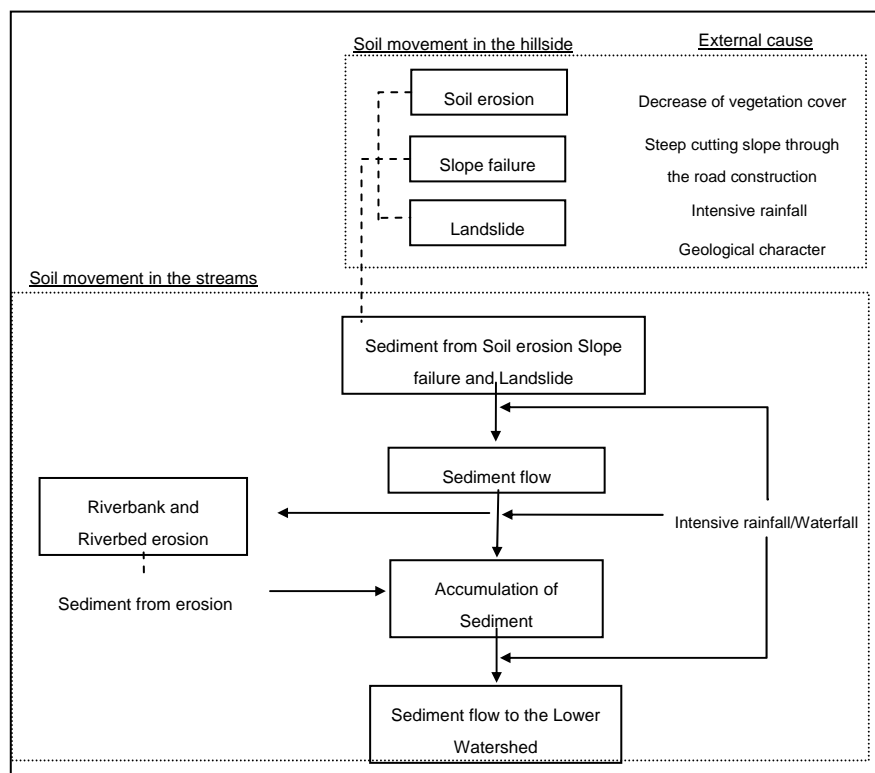 Soil movement in the hillside
External cause
Soil erosion
Decrease of vegetation cover
Slope failure
Steep cutting slope through
the road construction
Landslide
Intensive rainfall
Geological character
Soil movement in the streams
Sediment from Soil erosion Slope
failure and Landslide
Sediment flow
Riverbank and
Riverbed erosion
Intensive rainfall/Waterfall
Sediment from erosion
Accumulation of
Sediment
Sediment flow to the Lower
Watershed